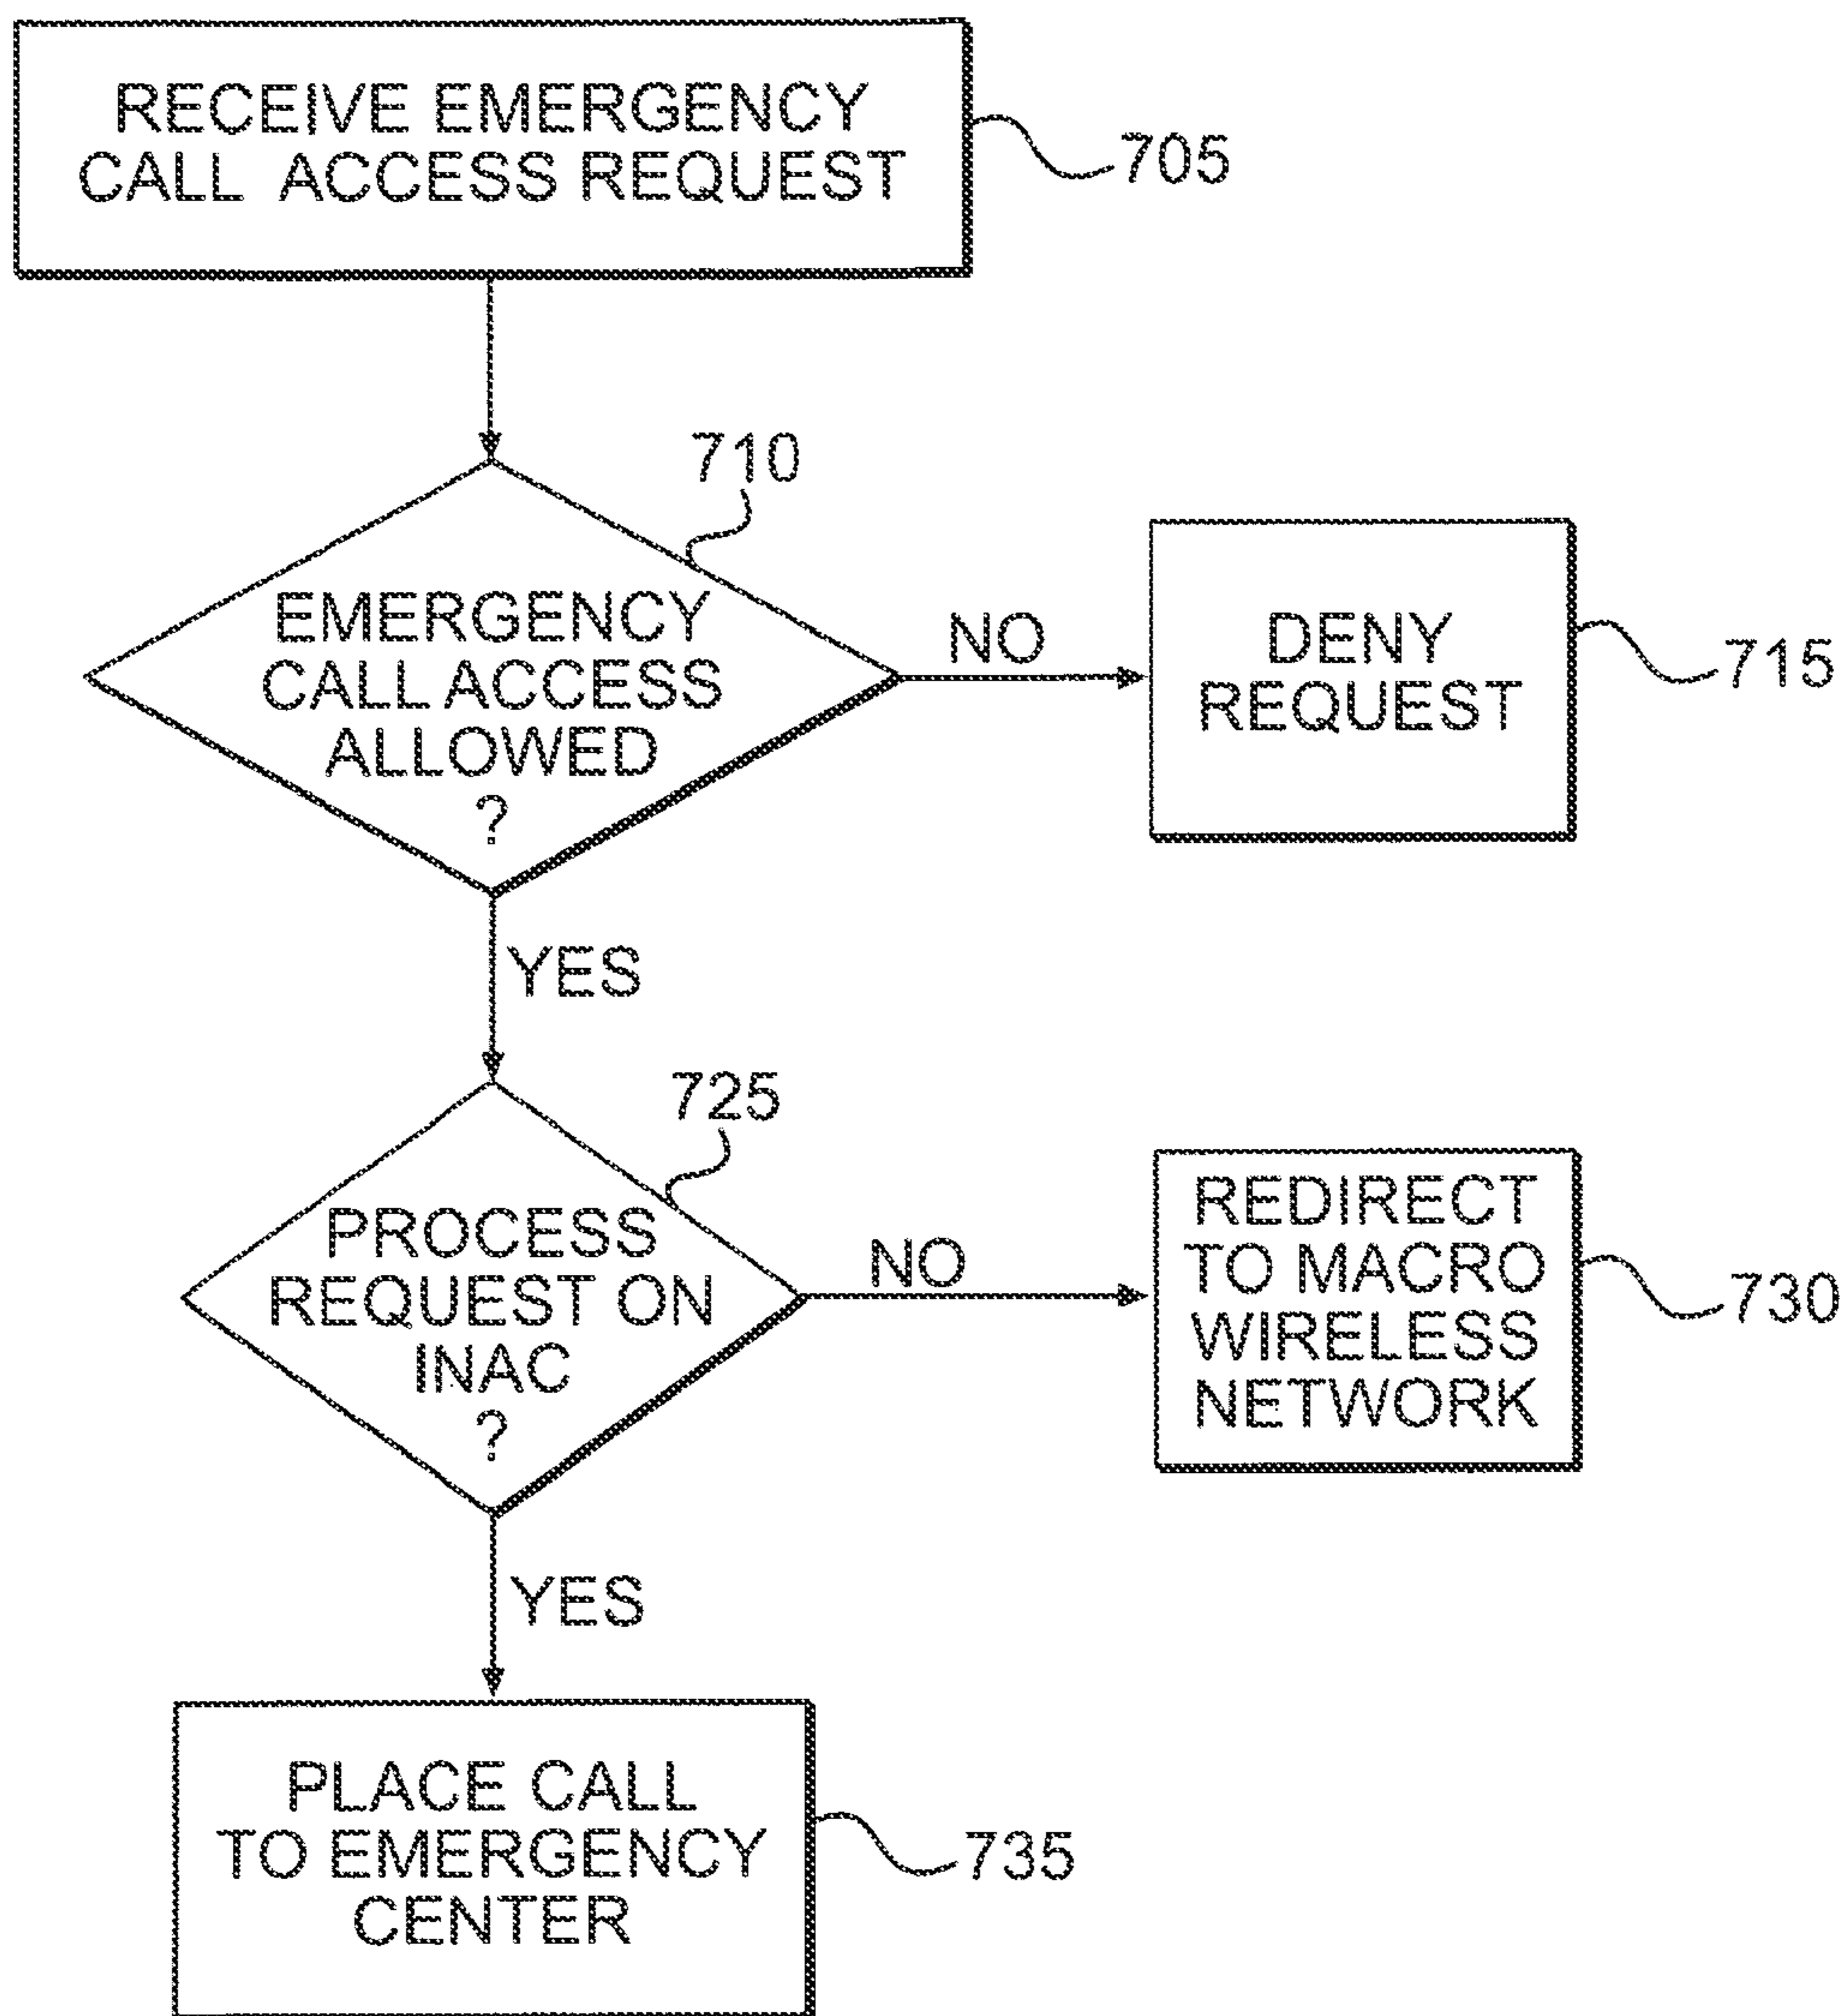 RECEIVE EMERGENCY
CALL ACCESS REQUEST
705
710
EMERGENCY
CALL ACCESS
ALLOWED
?
NO
DENY
REQUEST
715
YES
725
PROCESS
REQUEST ON
INAC
?
NO
REDIRECT
TO MACRO
WIRELESS
NETWORK
730
YES
PLACE CALL
TO EMERGENCY
CENTER
735